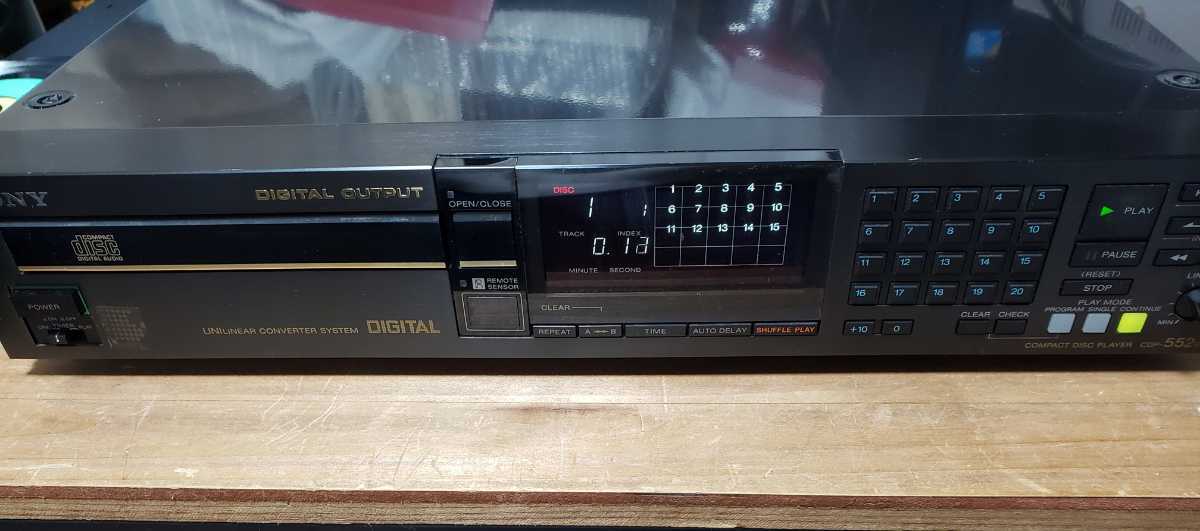 ONY
DIGITAL OUTPUT
COMPACT
disc
DIGITAL AUDIO
POWER
UNILINEAR CONVERTER SYSTEM DIGITAL
OPEN/CLOSE
REMOTE
SENSOR
DISC
1 1
TRACK INDEX
MINUTE SECOND
1 2 3 4 5
6 7 8 9 10
11 12 13 14 15
CLEAR
REPEAT A B TIME AUTO DELAY SHUFFLE PLAY
1 2 3 4 5
6 7 8 9 10
11 12 13 14 15
16 17 18 19 20
+10 0
CLEAR CHECK
PLAY
PAUSE
(RESET)
STOP
PLAY MODE
PROGRAM SINGLE CONTINUE
MIN
COMPACT DISC PLAYER CDP-552